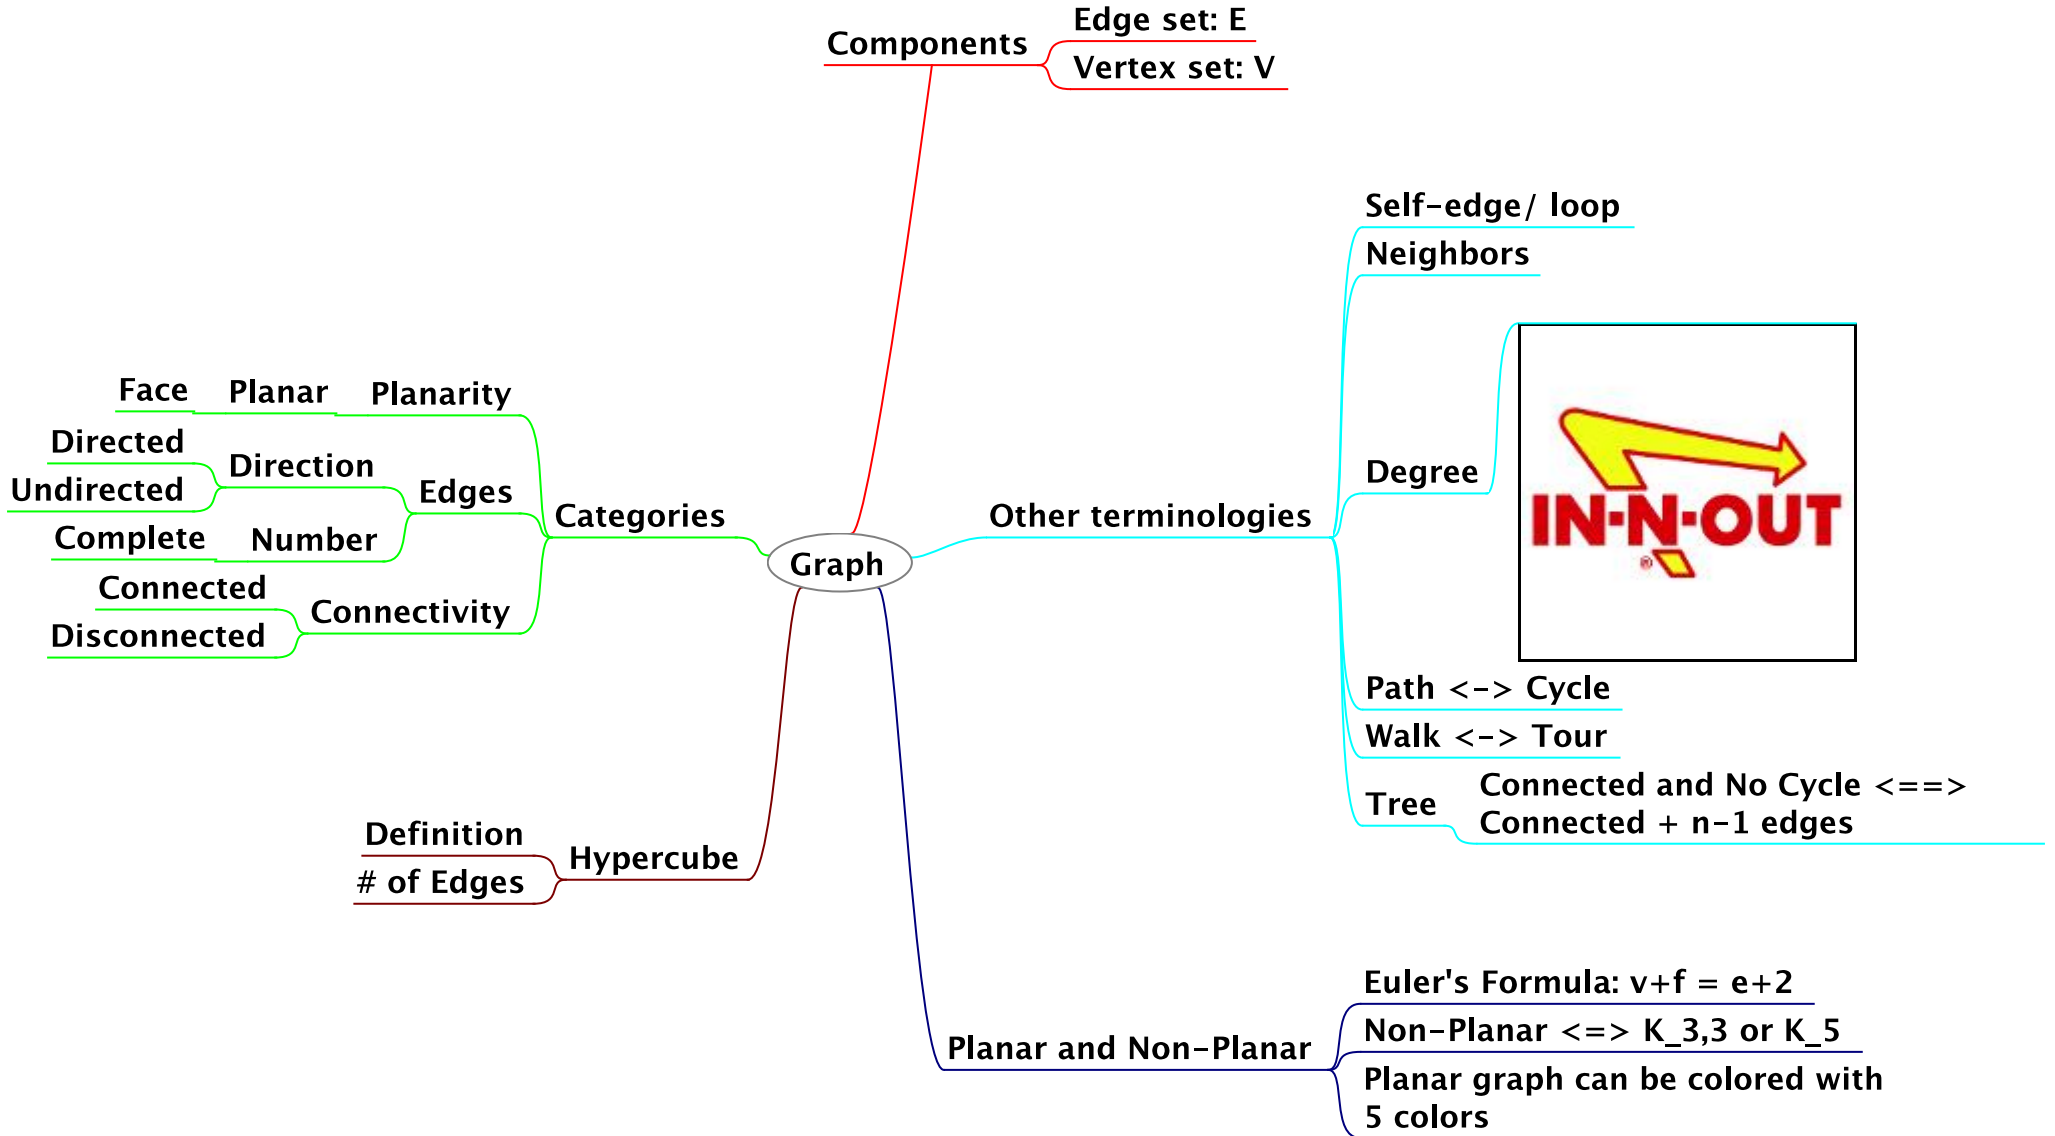 Components
Edge set: E
Vertex set: V
Self-edge/ loop
Neighbors
Face
Planar
Planarity
Directed
Direction
Undirected
Edges
Complete
Number
Categories
Connected
Connectivity
Disconnected
Graph
Other terminologies
Degree
IN-N-OUT
®
Path <-> Cycle
Walk <-> Tour
Tree
Connected and No Cycle <==>
Connected + n-1 edges
Definition
Hypercube
# of Edges
Planar and Non-Planar
Euler's Formula: v+f = e+2
Non-Planar <=> K_3,3 or K_5
Planar graph can be colored with
5 colors